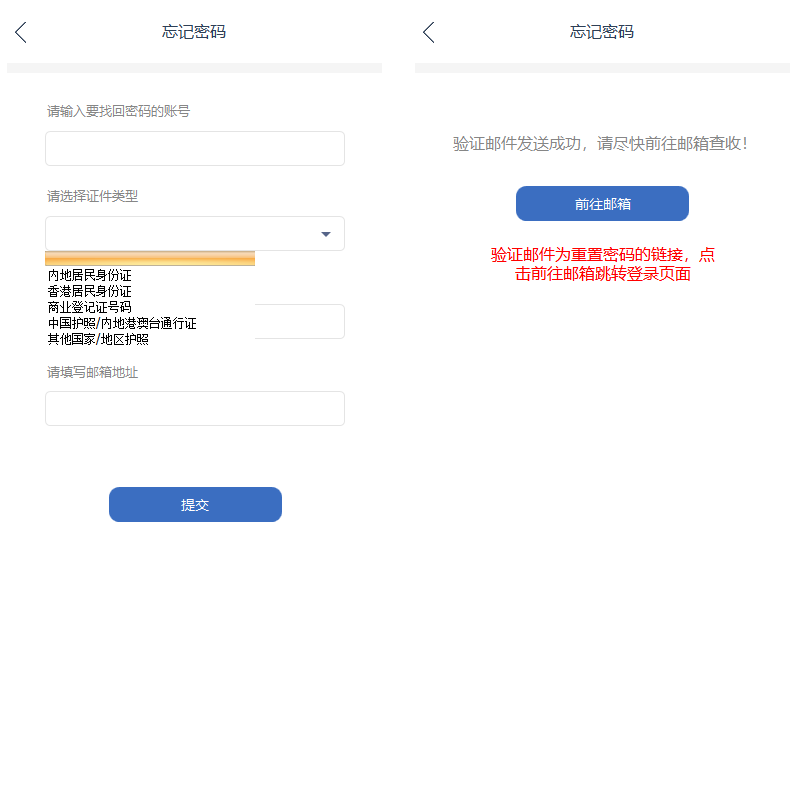 忘记密码
请输入要找回密码的账号
请选择证件类型
内地居民身份证
香港居民身份证
商业登记证号码
中国护照/内地港澳台通行证
其他国家/地区护照
请填写邮箱地址
提交
忘记密码
验证邮件发送成功，请尽快前往邮箱查收！
前往邮箱
验证邮件为重置密码的链接，点
击前往邮箱跳转登录页面